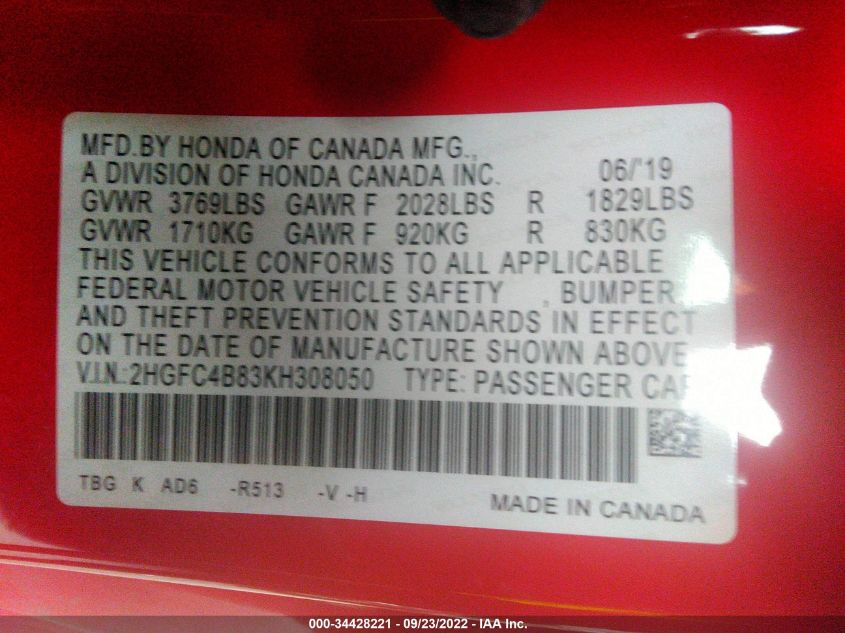 MFD.BY HONDA OF CANADA MFG.,
A DIVISION OF HONDA CANADA INC. 06/'19
GVWR 3769LBS GAWR F 2028LBS R 1829LBS
GVWR 1710KG GAWR F 920KG R 830KG
THIS VEHICLE CONFORMS TO ALL APPLICABLE
FEDERAL MOTOR VEHICLE SAFETY , BUMPER
AND THEFT PREVENTION STANDARDS IN EFFECT
ON THE DATE OF MANUFACTURE SHOWN ABOVE
V.I.N.:2HGFC4B83KH308050 TYPE: PASSENGER CAR
TBG K AD6 -R513 -V -H
MADE IN CANADA
000-34428221 - 09/23/2022 - IAA Inc.